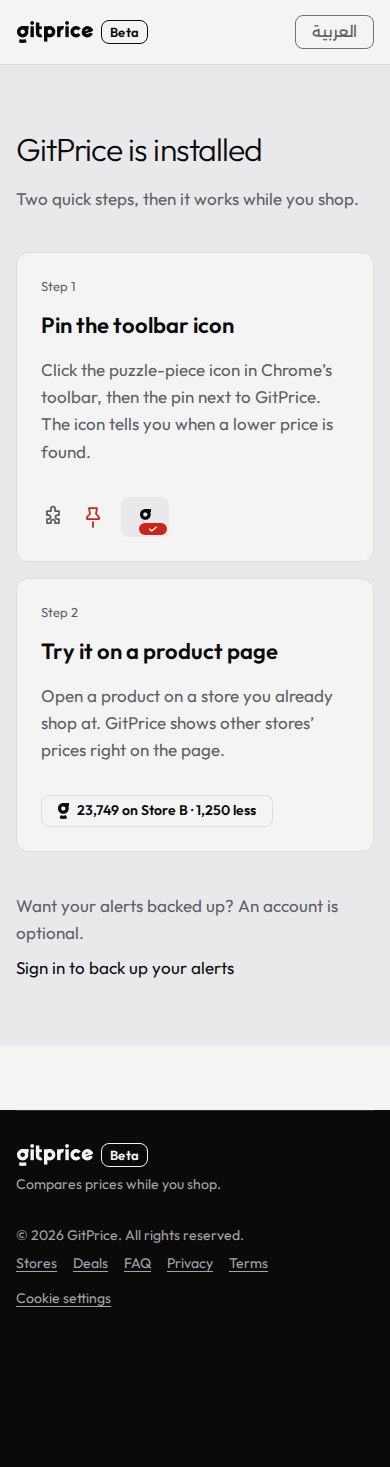 gitprice Beta
العربية
GitPrice is installed
Two quick steps, then it works while you shop.
Step 1
Pin the toolbar icon
Click the puzzle-piece icon in Chrome’s
toolbar, then the pin next to GitPrice.
The icon tells you when a lower price is
found.
Step 2
Try it on a product page
Open a product on a store you already
shop at. GitPrice shows other stores’
prices right on the page.
23,749 on Store B · 1,250 less
Want your alerts backed up? An account is
optional.
Sign in to back up your alerts
gitprice Beta
Compares prices while you shop.
© 2026 GitPrice. All rights reserved.
Stores Deals FAQ Privacy Terms
Cookie settings